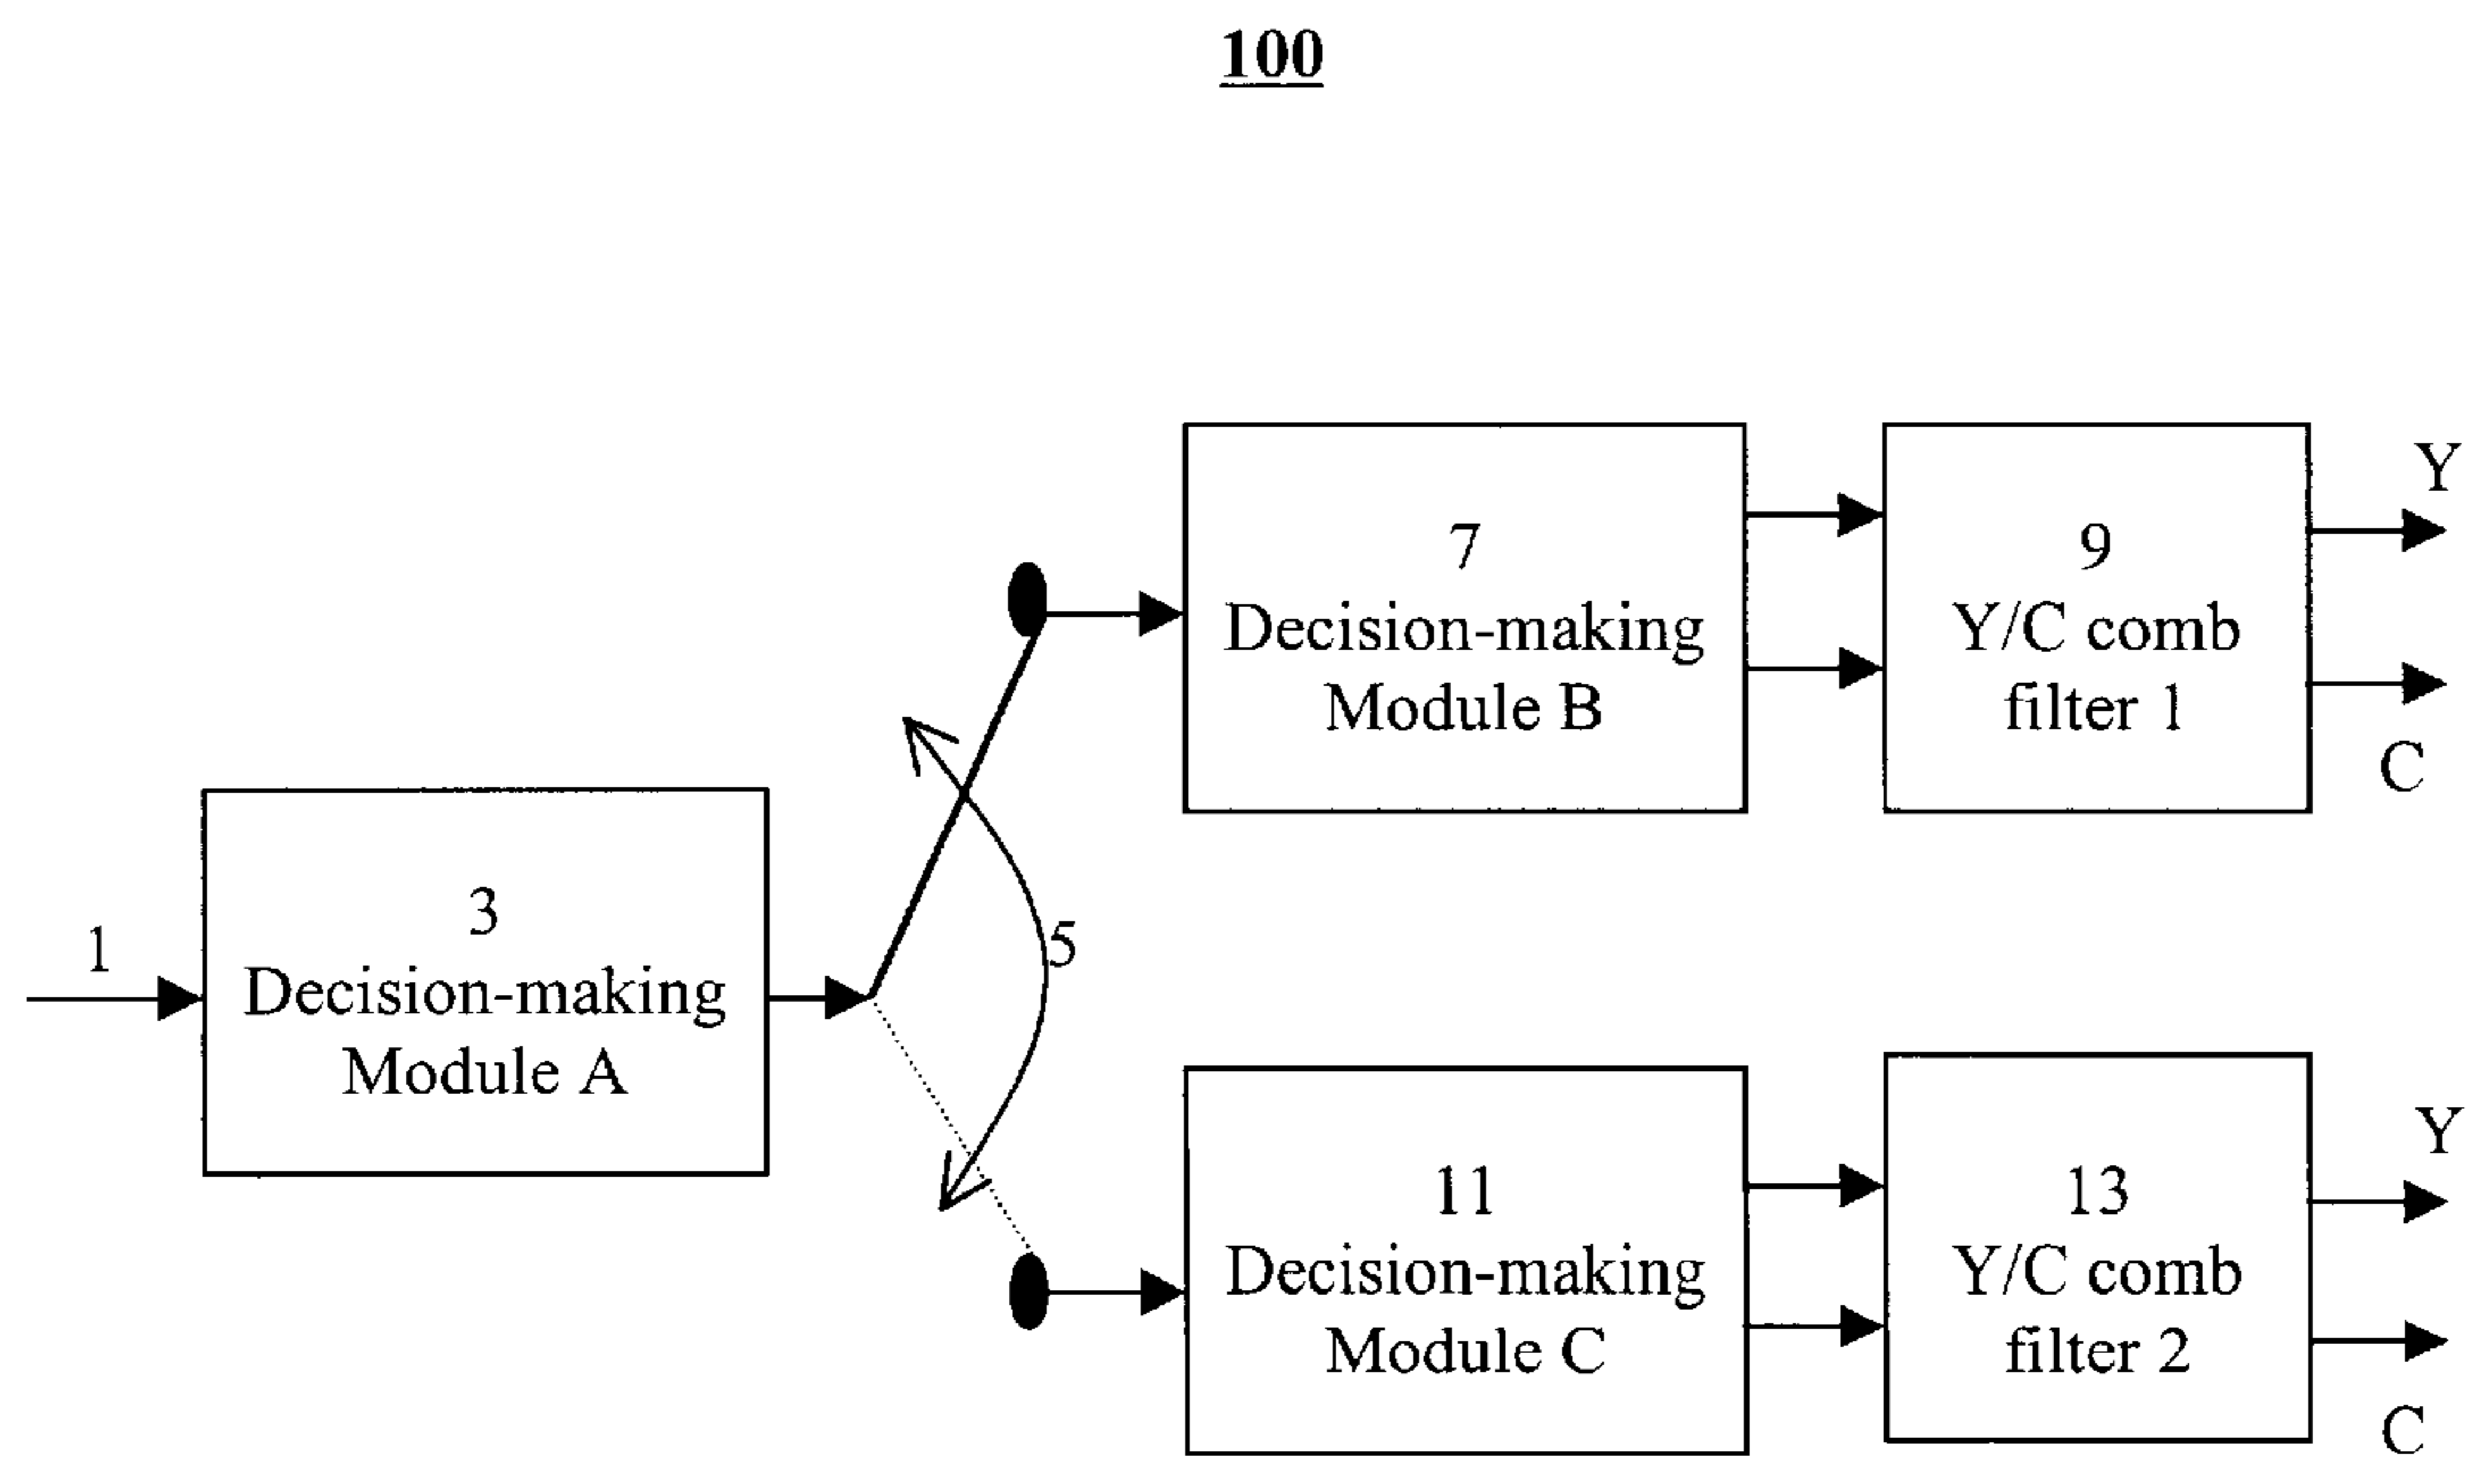 100
1
3
Decision-making
Module A
5
7
Decision-making
Module B
9
Y/C comb
filter 1
Y
C
11
Decision-making
Module C
13
Y/C comb
filter 2
Y
C